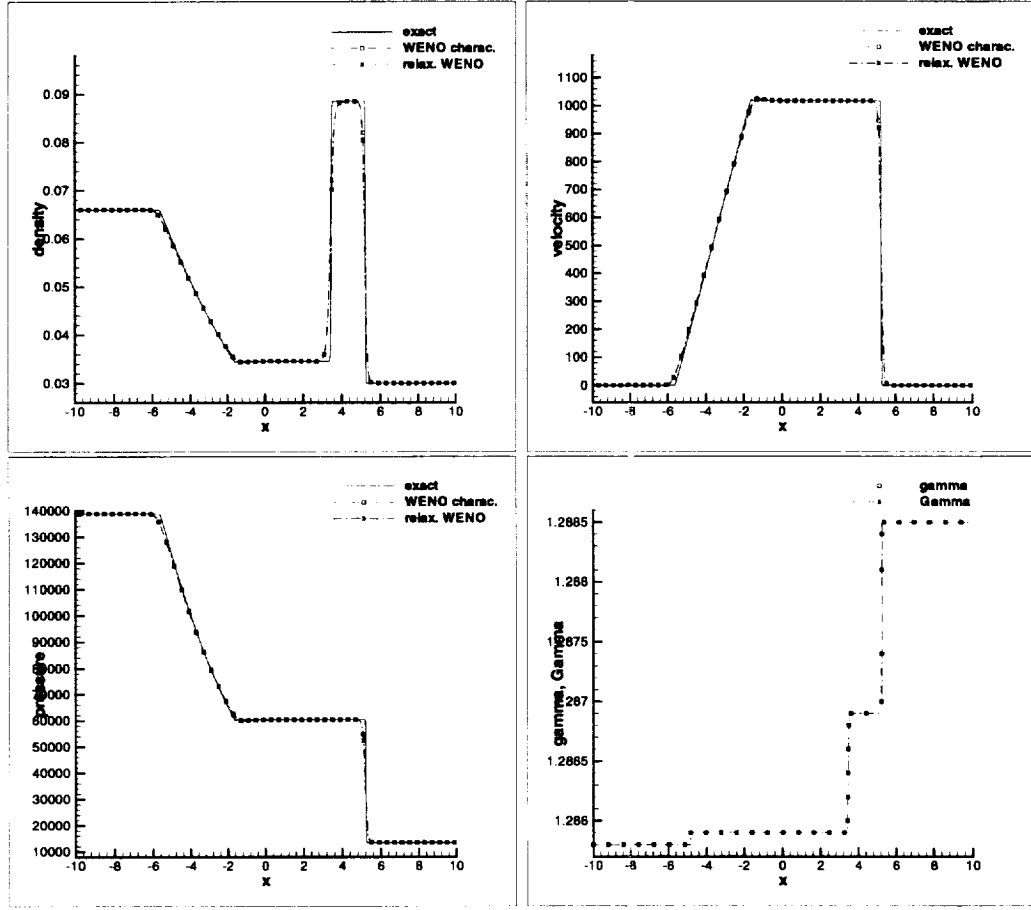 exact
WENO charac.
relax. WENO
0.09
0.08
0.07
0.06
0.05
0.04
0.03
density
-10 -8 -6 -4 -2 0 2 4 6 8 10
x
exact
WENO charac.
relax. WENO
1100
1000
900
800
700
600
500
400
300
200
100
0
velocity
-10 -8 -6 -4 -2 0 2 4 6 8 10
x
exact
WENO charac.
relax. WENO
140000
130000
120000
110000
100000
90000
80000
70000
60000
50000
40000
30000
20000
10000
pressure
-10 -8 -6 -4 -2 0 2 4 6 8 10
x
gamma
Gamma
1.2885
1.288
1.2875
1.287
1.2865
1.286
gamma, Gamma
-10 -8 -6 -4 -2 0 2 4 6 8 10
x